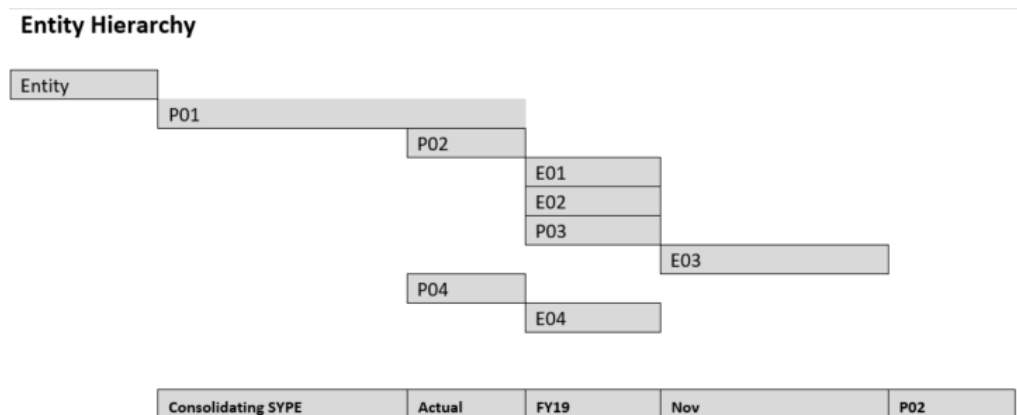 Entity Hierarchy
Entity
P01
P02
E01
E02
P03
E03
P04
E04
Consolidating SYPE Actual FY19 Nov P02